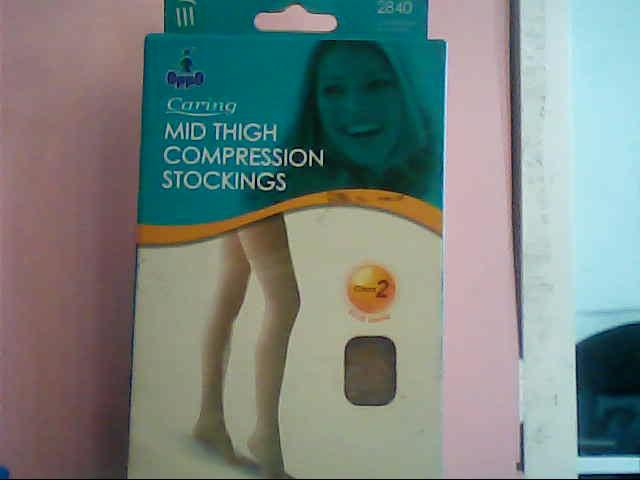 2840
OPPO
Caring
MID THIGH
COMPRESSION
STOCKINGS
Class 2